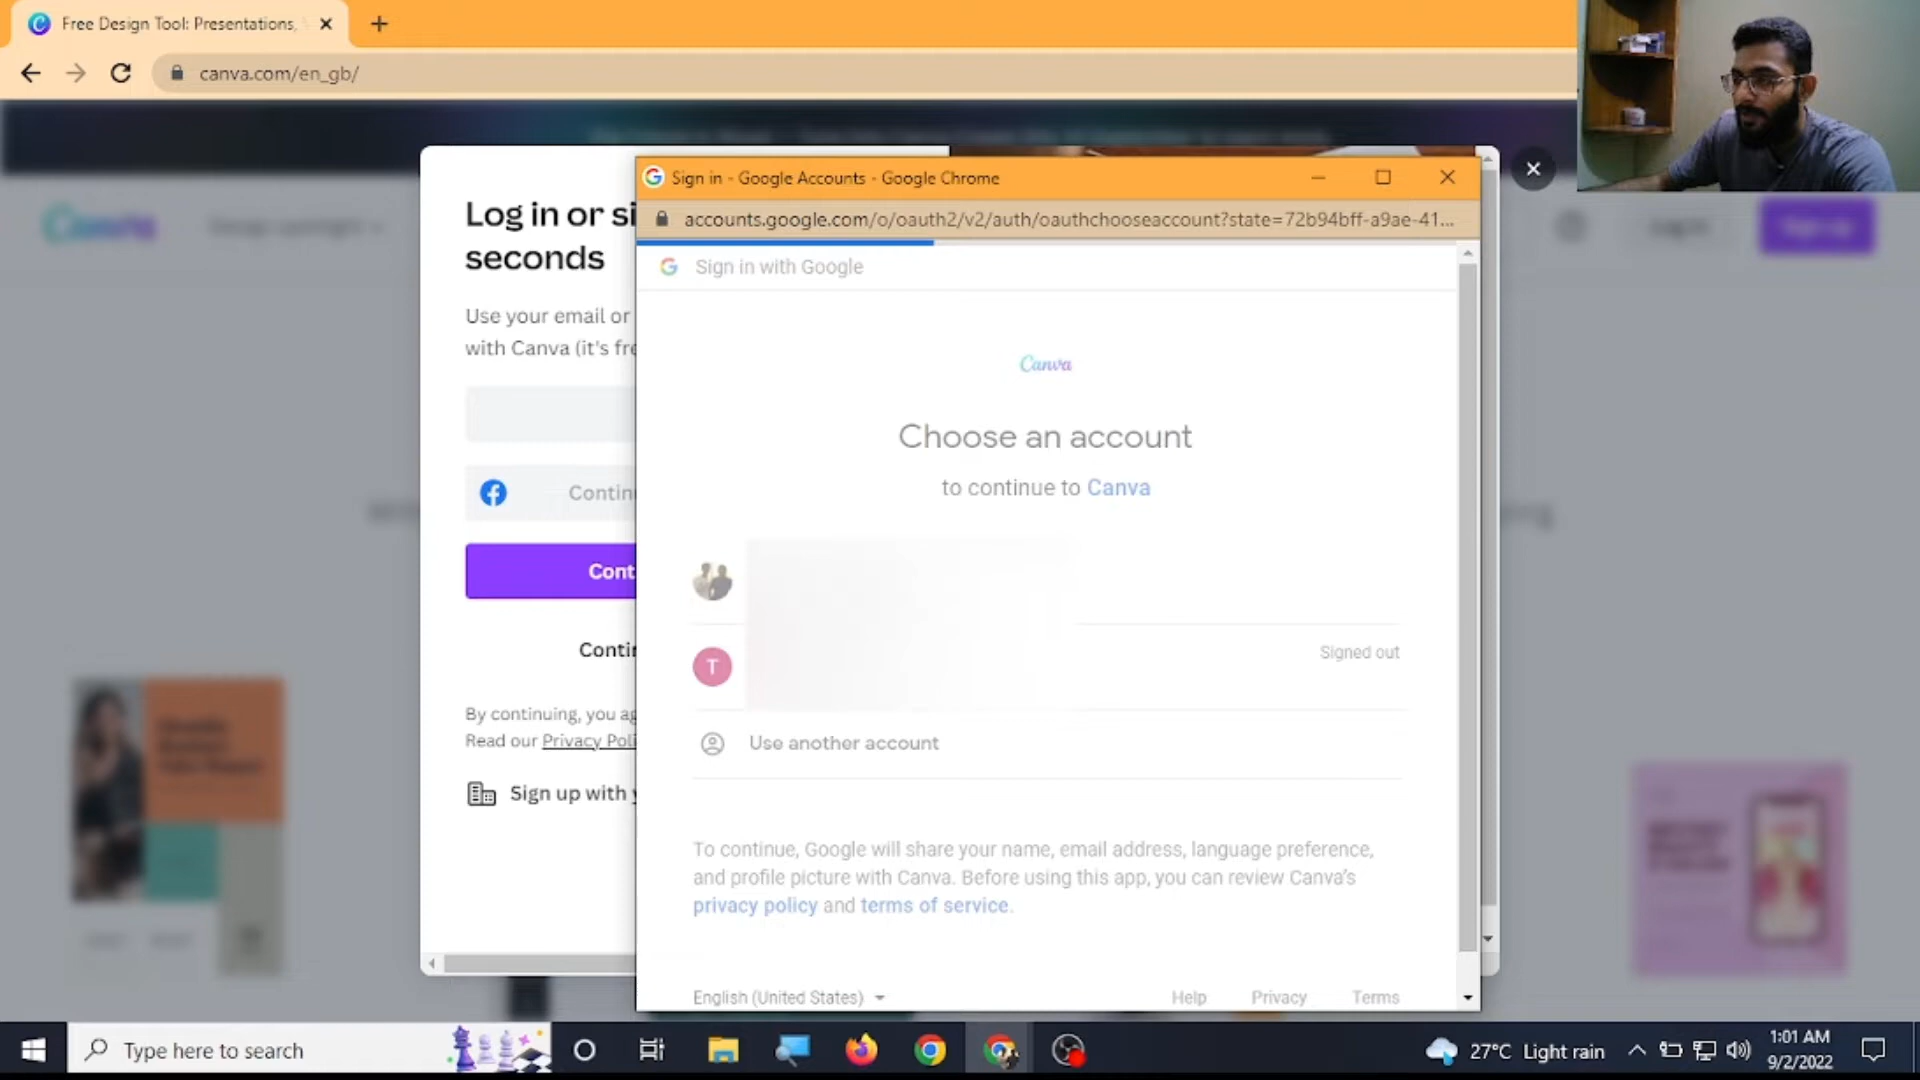 Free Design Tool: Presentations,
canva.com/en_gb/
Log in or si
seconds
Use your email or
with Canva (it's fre
Contin
Cont
Contin
By continuing, you ag
Read our Privacy Poli
Sign up with y
Sign in - Google Accounts - Google Chrome
accounts.google.com/o/oauth2/v2/auth/oauthchooseaccount?state=72b94bff-a9ae-41...
Sign in with Google
Canva
Choose an account
to continue to Canva
T
Signed out
Use another account
To continue, Google will share your name, email address, language preference,
and profile picture with Canva. Before using this app, you can review Canva's
privacy policy and terms of service.
English (United States)
Help Privacy Terms
Type here to search
27°C Light rain
1:01 AM
9/2/2022